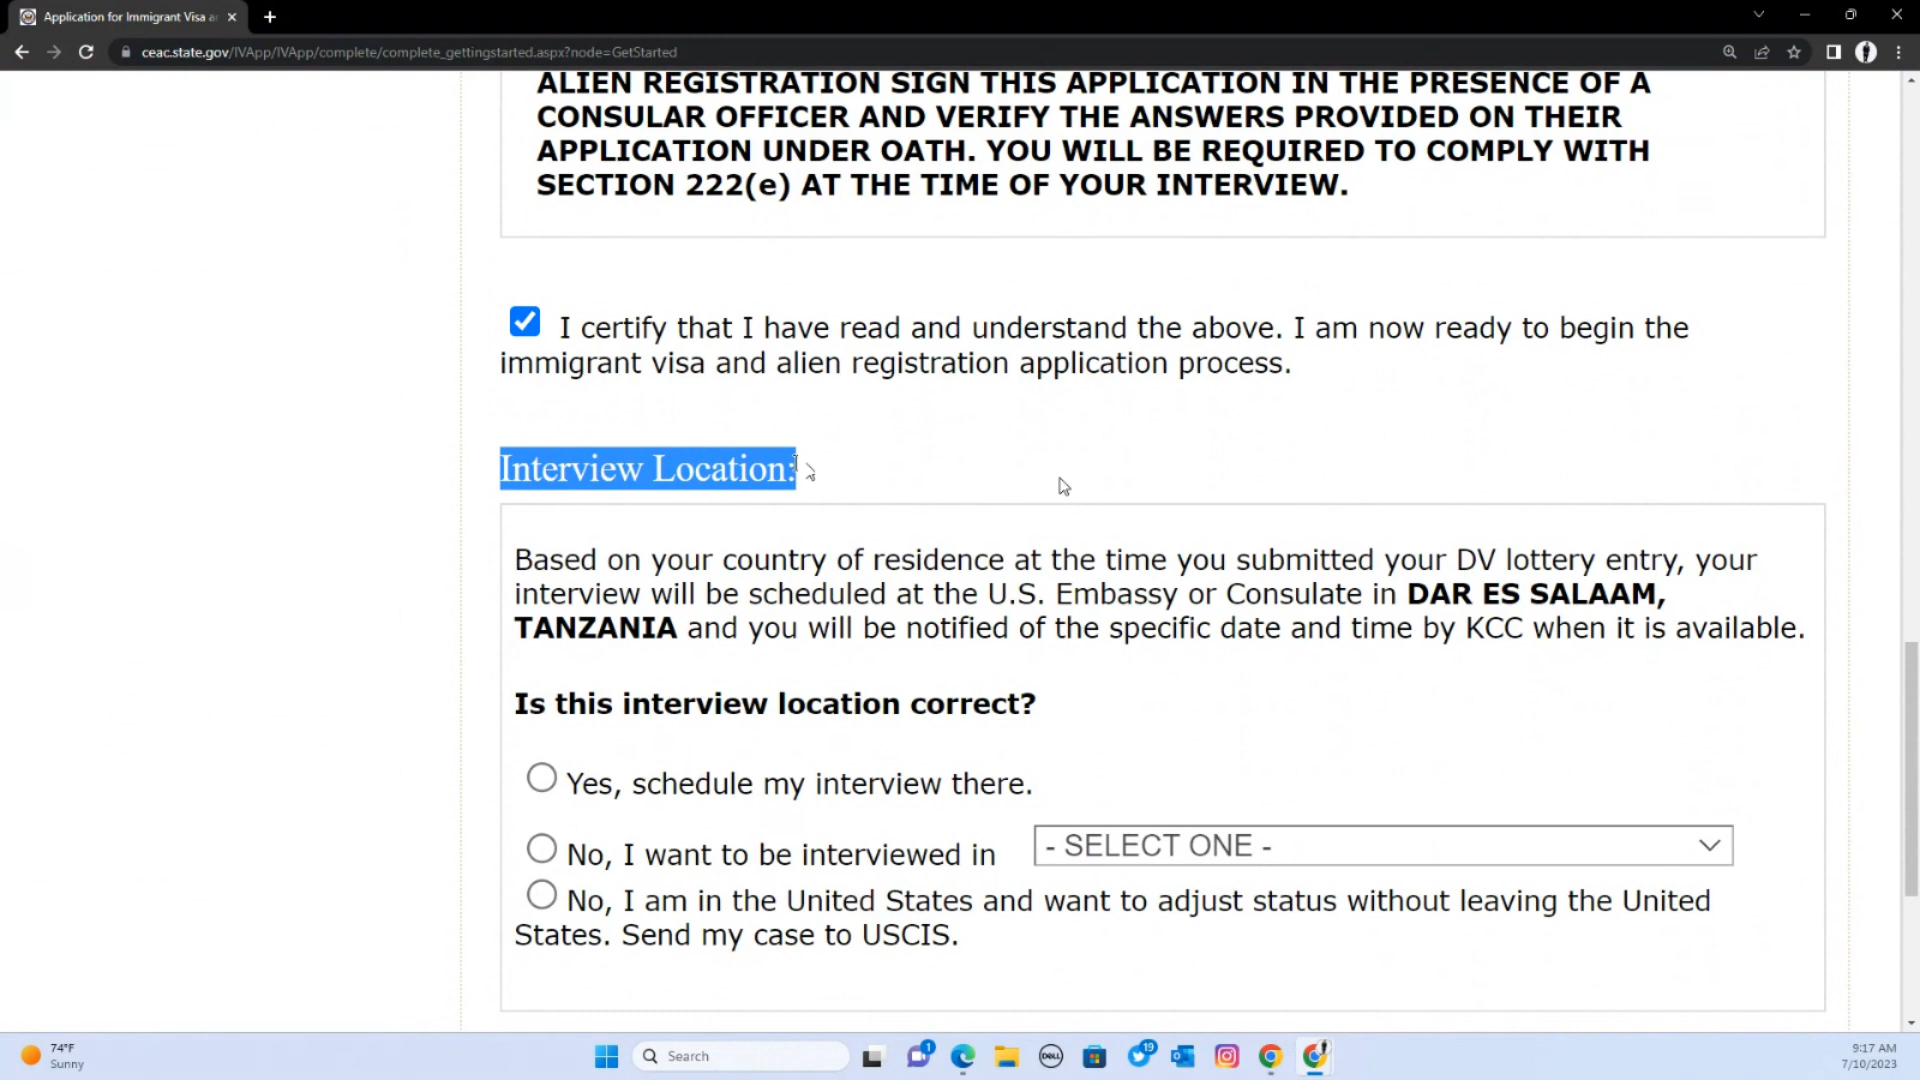 Application for Immigrant Visa a
ceac.state.gov/IVApp/IVApp/complete/complete_gettingstarted.aspx?node=GetStarted
ALIEN REGISTRATION SIGN THIS APPLICATION IN THE PRESENCE OF A
CONSULAR OFFICER AND VERIFY THE ANSWERS PROVIDED ON THEIR
APPLICATION UNDER OATH. YOU WILL BE REQUIRED TO COMPLY WITH
SECTION 222(e) AT THE TIME OF YOUR INTERVIEW.
I certify that I have read and understand the above. I am now ready to begin the
immigrant visa and alien registration application process.
Interview Location:
Based on your country of residence at the time you submitted your DV lottery entry, your
interview will be scheduled at the U.S. Embassy or Consulate in DAR ES SALAAM,
TANZANIA and you will be notified of the specific date and time by KCC when it is available.
Is this interview location correct?
Yes, schedule my interview there.
No, I want to be interviewed in - SELECT ONE -
No, I am in the United States and want to adjust status without leaving the United
States. Send my case to USCIS.
74°F
Sunny
Search
1
DELL
19
9:17 AM
7/10/2023